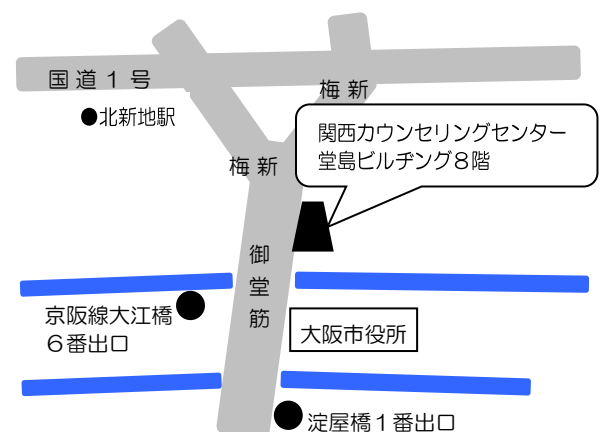 国道１号
梅新
●北新地駅
関西カウンセリングセンター
堂島ビルヂング８階
梅新
御堂筋
京阪線大江橋
６番出口
大阪市役所
淀屋橋１番出口